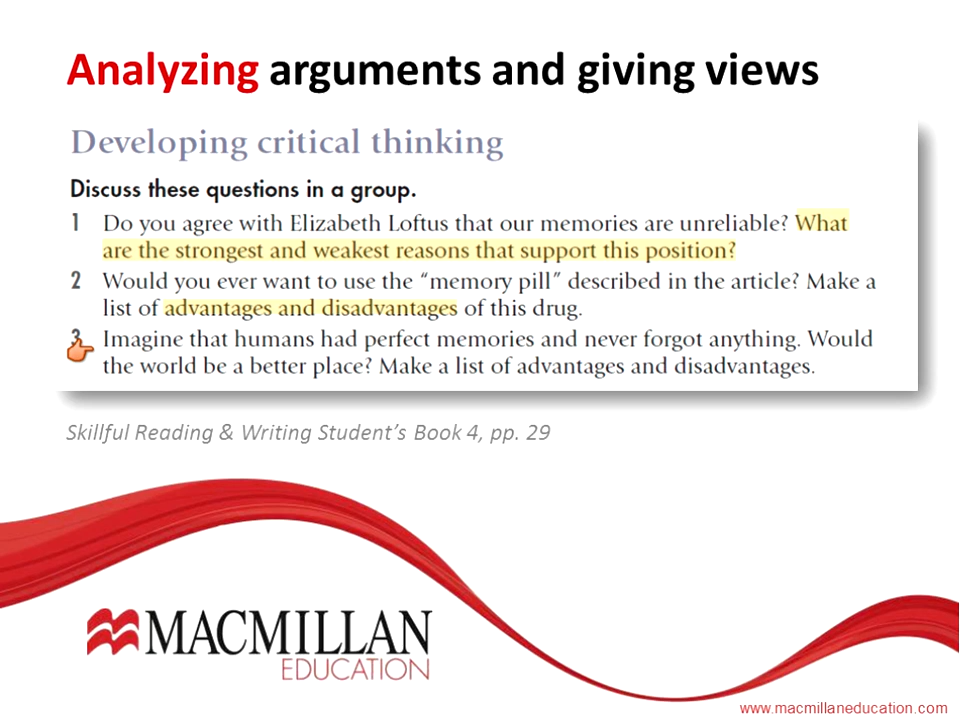 Analyzing arguments and giving views
Developing critical thinking
Discuss these questions in a group.
1 Do you agree with Elizabeth Loftus that our memories are unreliable? What
are the strongest and weakest reasons that support this position?
2 Would you ever want to use the “memory pill” described in the article? Make a
list of advantages and disadvantages of this drug.
3 Imagine that humans had perfect memories and never forgot anything. Would
the world be a better place? Make a list of advantages and disadvantages.
Skillful Reading & Writing Student’s Book 4, pp. 29
MACMILLAN
EDUCATION
www.macmillaneducation.com